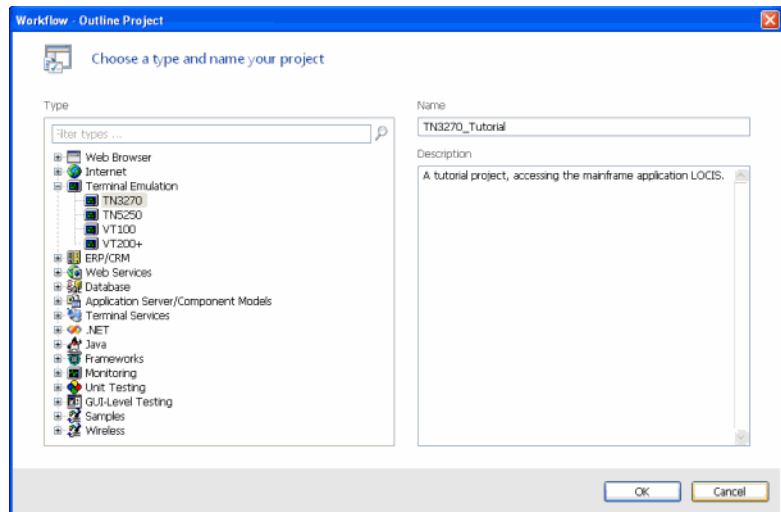 Workflow - Outline Project
Choose a type and name your project
Type
Filter types ...
Web Browser
Internet
Terminal Emulation
TN3270
TN5250
VT100
VT200+
ERP/CRM
Web Services
Database
Application Server/Component Models
Terminal Services
.NET
Java
Frameworks
Monitoring
Unit Testing
GUI-Level Testing
Samples
Wireless
Name
TN3270_Tutorial
Description
A tutorial project, accessing the mainframe application LOCIS.
OK
Cancel